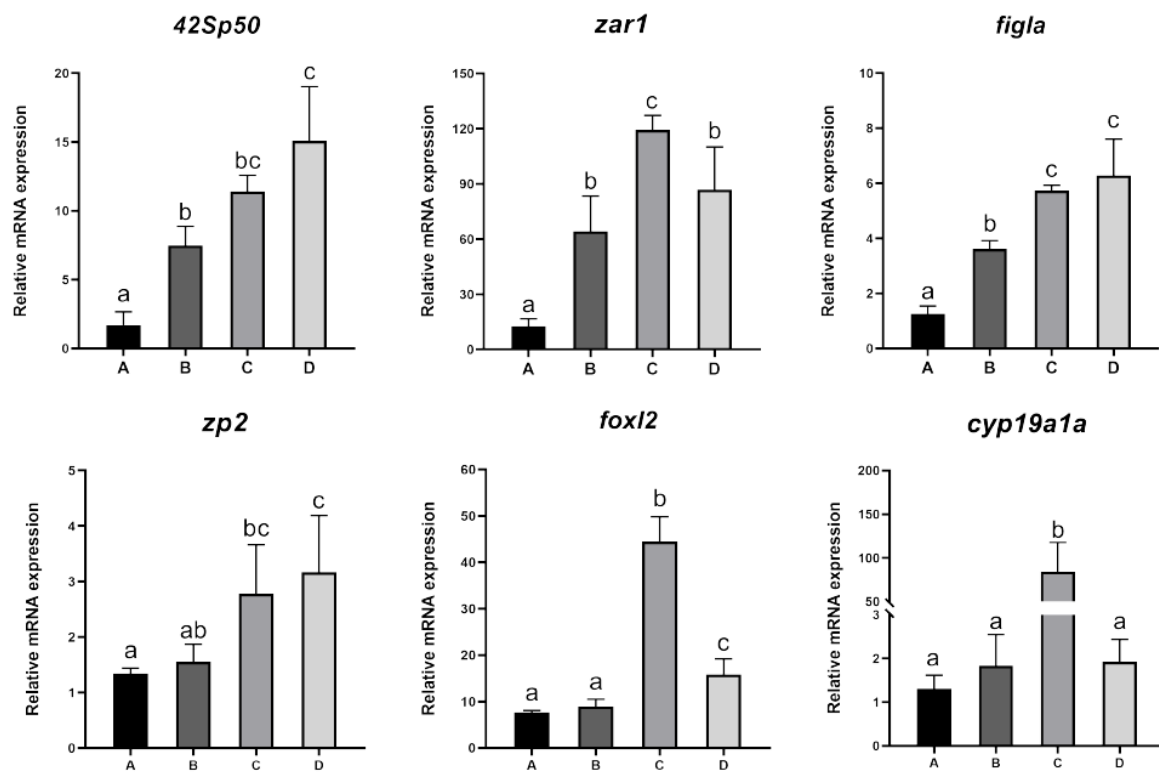 42Sp50
zar1
figla
Relative mRNA expression
20
15
10
5
0
a
b
bc
c
A B C D
Relative mRNA expression
150
120
90
60
30
0
a
b
c
b
A B C D
Relative mRNA expression
10
8
6
4
2
0
a
b
c
c
A B C D
zp2
foxl2
cyp19a1a
Relative mRNA expression
5
4
3
2
1
0
a
ab
bc
c
A B C D
Relative mRNA expression
60
50
40
30
20
10
0
a
a
b
c
A B C D
Relative mRNA expression
200
150
100
50
3
2
1
0
a
a
b
a
A B C D